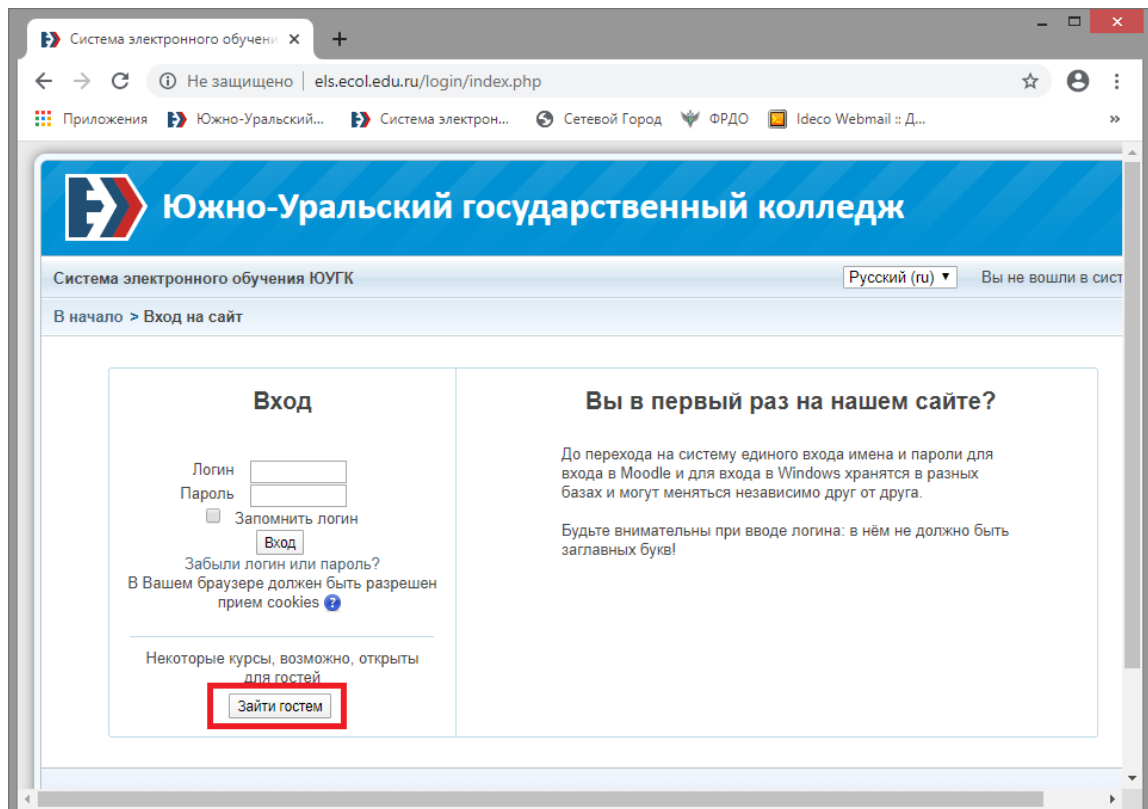 Система электронного обучени
Не защищено | els.ecol.edu.ru/login/index.php
Приложения Южно-Уральский... Система электрон... Сетевой Город ФРДО Ideco Webmail :: Д... »
Южно-Уральский государственный колледж
Система электронного обучения ЮУГК Русский (ru) Вы не вошли в сист
В начало > Вход на сайт
Вход
Логин
Пароль
Запомнить логин
Вход
Забыли логин или пароль?
В Вашем браузере должен быть разрешен
прием cookies ?
Некоторые курсы, возможно, открыты
для гостей
Зайти гостем
Вы в первый раз на нашем сайте?
До перехода на систему единого входа имена и пароли для
входа в Moodle и для входа в Windows хранятся в разных
базах и могут меняться независимо друг от друга.
Будьте внимательны при вводе логина: в нём не должно быть
заглавных букв!